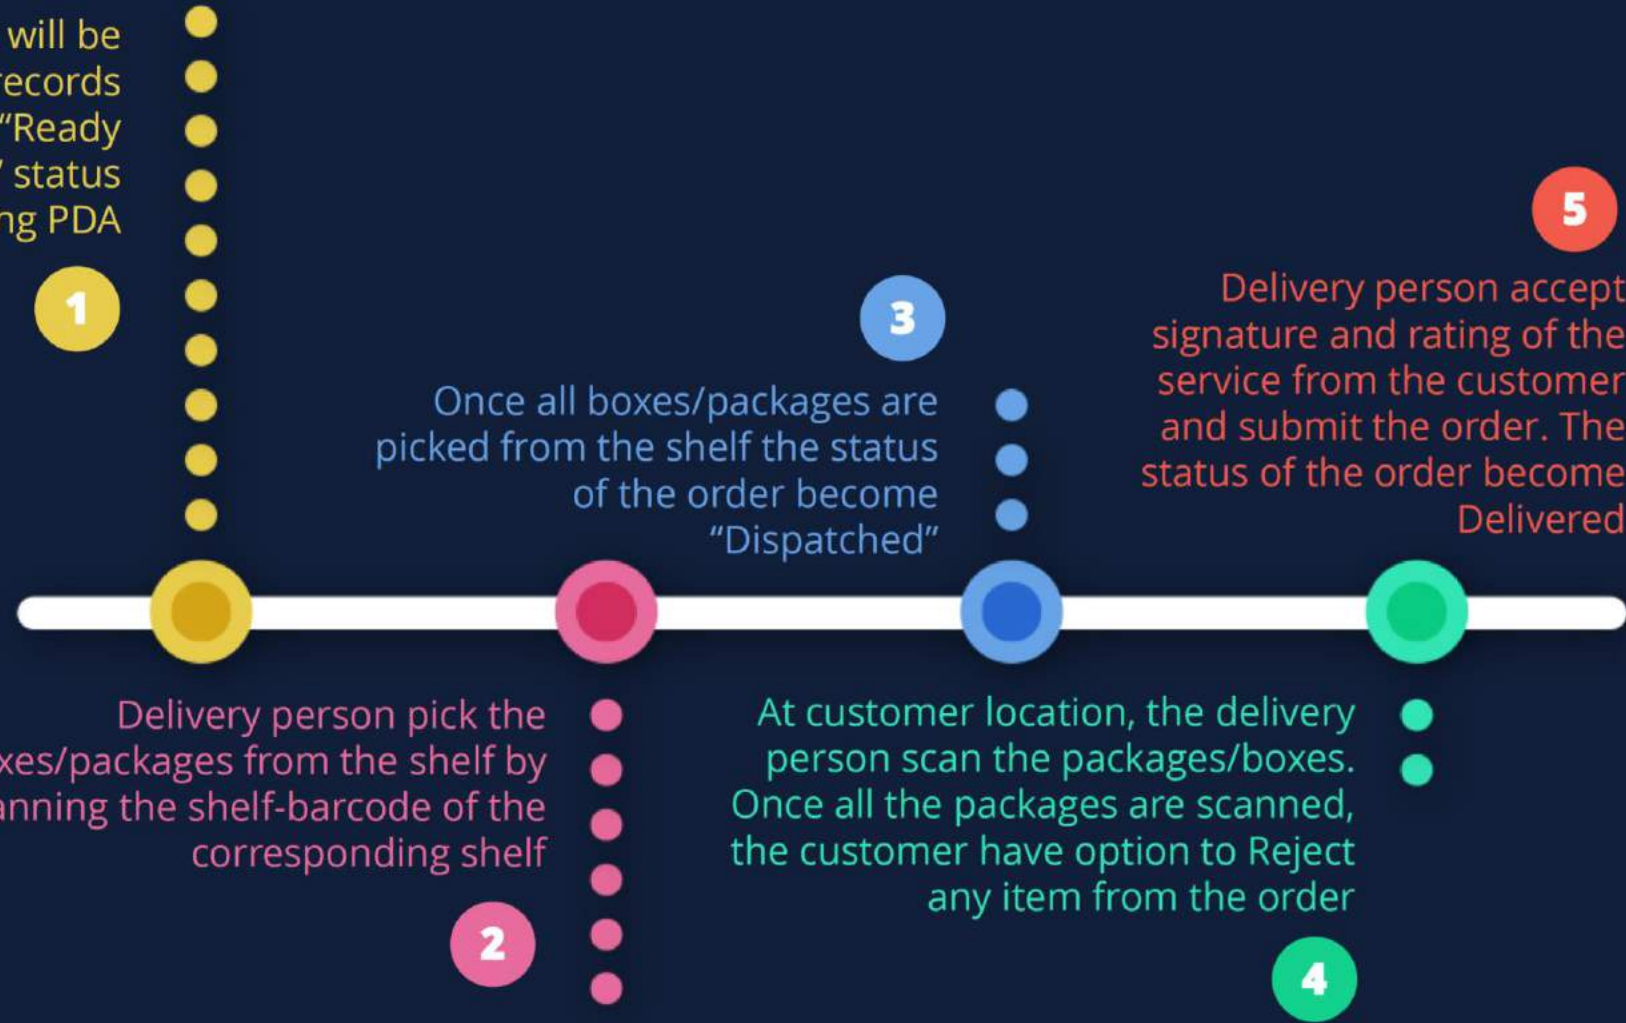 will be
records
“Ready
” status
ng PDA
1
3
Once all boxes/packages are
picked from the shelf the status
of the order become
“Dispatched”
5
Delivery person accept
signature and rating of the
service from the customer
and submit the order. The
status of the order become
Delivered
Delivery person pick the
xes/packages from the shelf by
anning the shelf-barcode of the
corresponding shelf
2
At customer location, the delivery
person scan the packages/boxes.
Once all the packages are scanned,
the customer have option to Reject
any item from the order
4